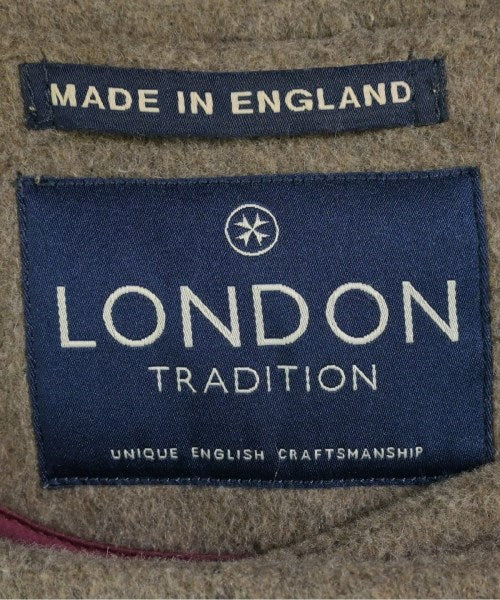 MADE IN ENGLAND
LONDON
TRADITION
UNIQUE ENGLISH CRAFTSMANSHIP